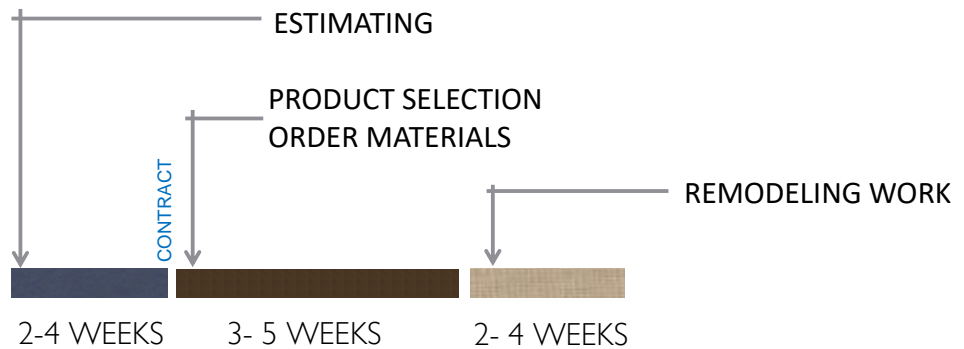 ESTIMATING
PRODUCT SELECTION
ORDER MATERIALS
CONTRACT
REMODELING WORK
2-4 WEEKS
3- 5 WEEKS
2- 4 WEEKS